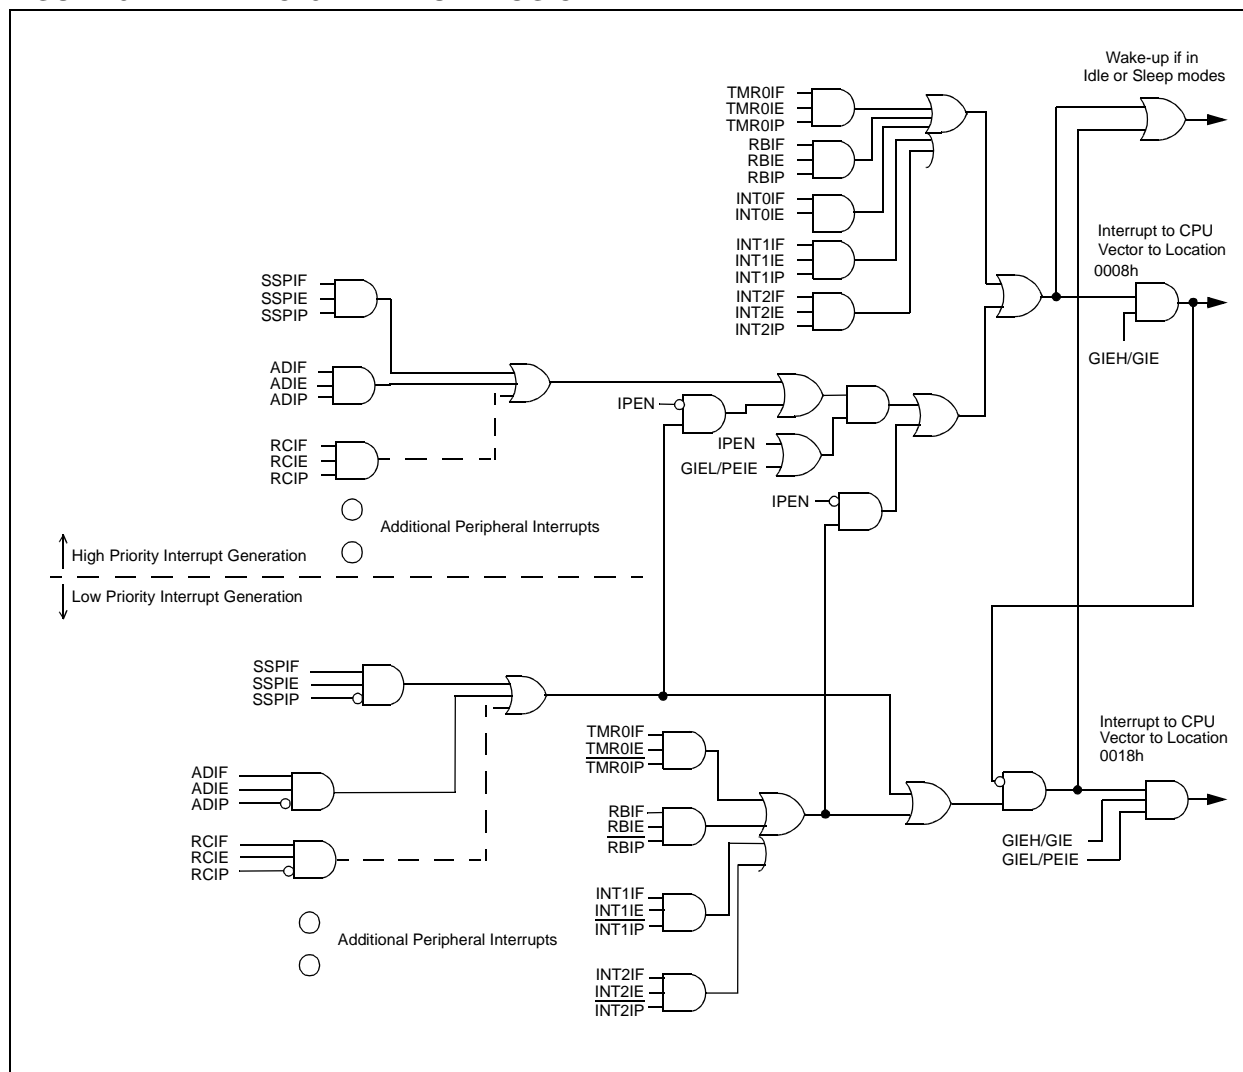 Wake-up if in
Idle or Sleep modes
TMR0IF
TMR0IE
TMR0IP
RBIF
RBIE
RBIP
INT0IF
INT0IE
INT1IF
INT1IE
INT1IP
INT2IF
INT2IE
INT2IP
Interrupt to CPU
Vector to Location
0008h
GIEH/GIE
SSPIF
SSPIE
SSPIP
ADIF
ADIE
ADIP
RCIF
RCIE
RCIP
IPEN
IPEN
GIEL/PEIE
IPEN
Additional Peripheral Interrupts
High Priority Interrupt Generation
Low Priority Interrupt Generation
SSPIF
SSPIE
SSPIP
ADIF
ADIE
ADIP
RCIF
RCIE
RCIP
Additional Peripheral Interrupts
TMR0IF
TMR0IE
TMR0IP
RBIF
RBIE
RBIP
INT1IF
INT1IE
INT1IP
INT2IF
INT2IE
INT2IP
Interrupt to CPU
Vector to Location
0018h
GIEH/GIE
GIEL/PEIE